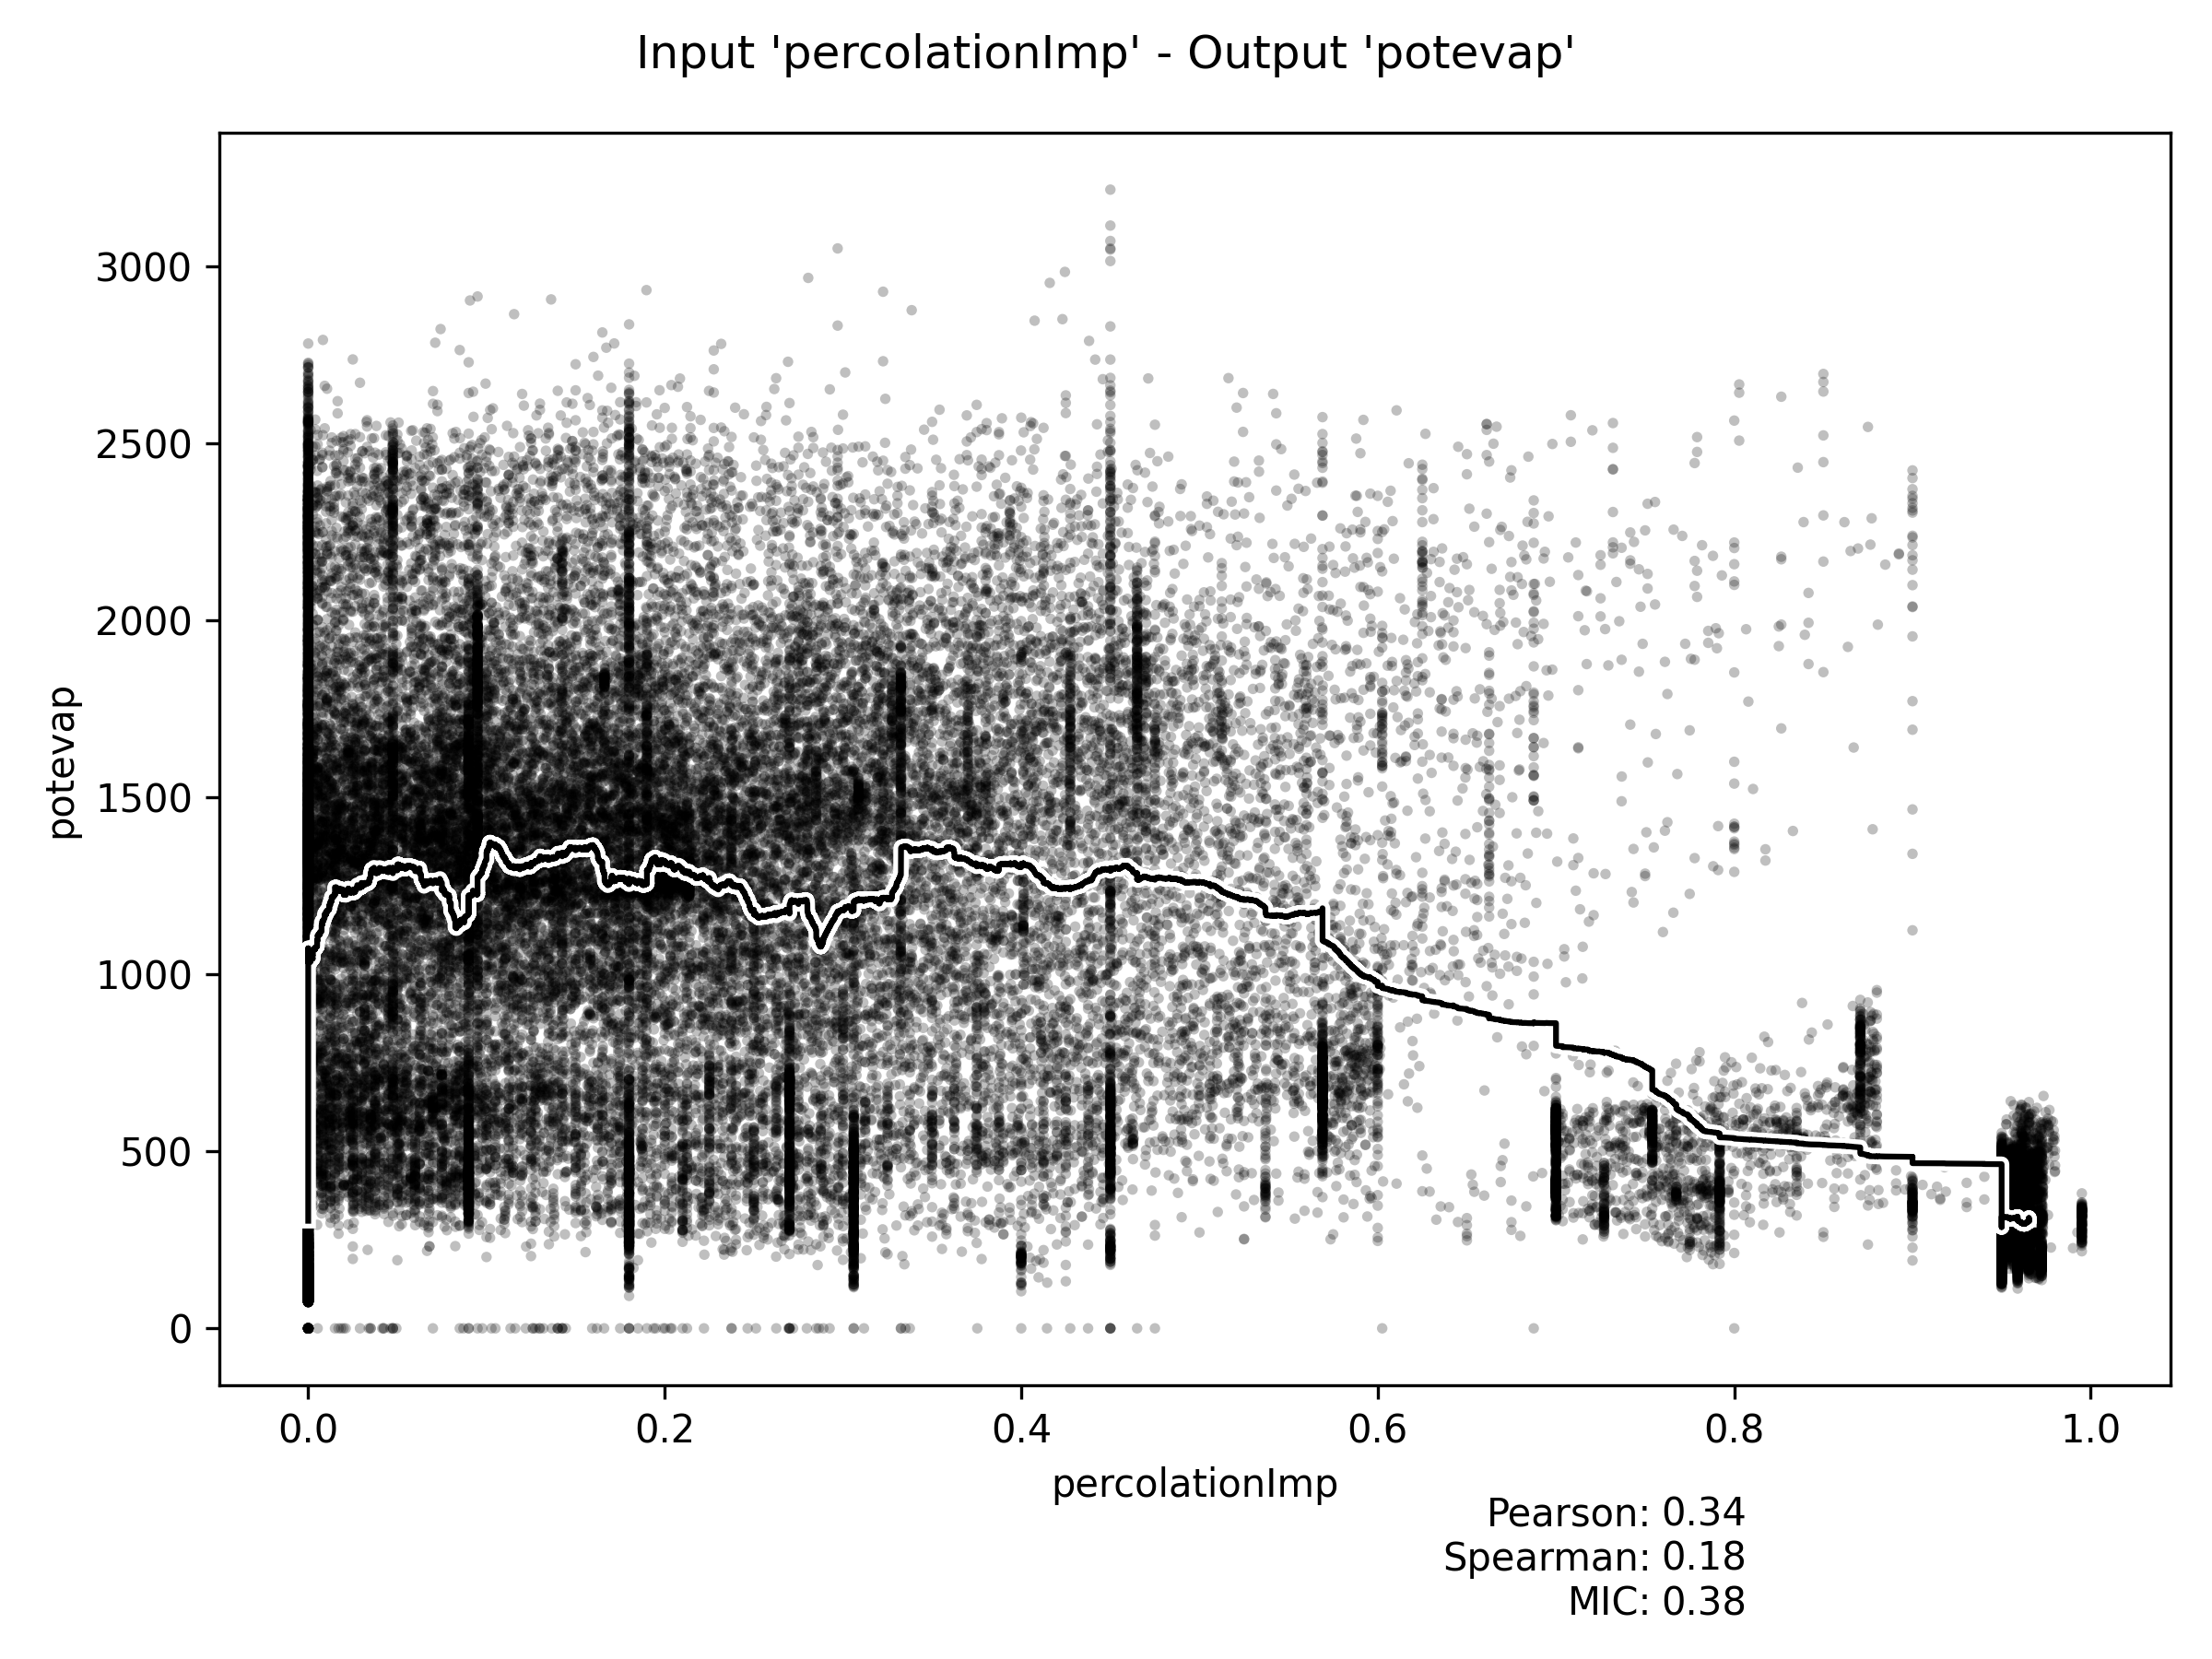 Input 'percolationImp' - Output 'potevap'
3000
2500
2000
1500
1000
500
0
potevap
0.0 0.2 0.4 0.6 0.8 1.0
percolationImp
Pearson: 0.34
Spearman: 0.18
MIC: 0.38